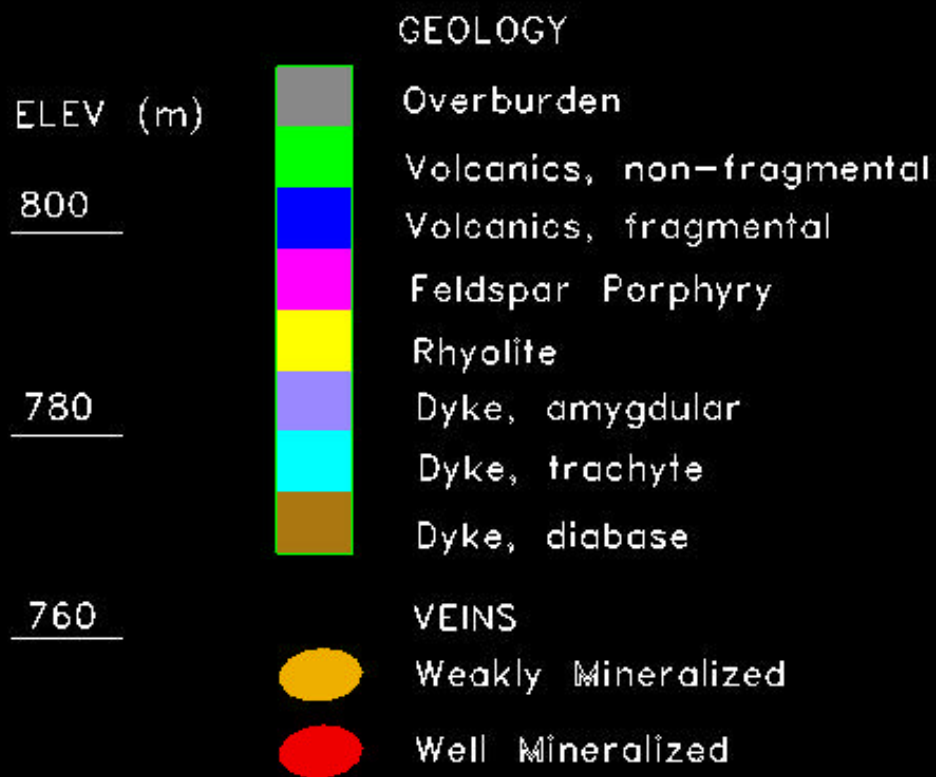 GEOLOGY
ELEV (m)
Overburden
Volcanics, non-fragmental
800
Volcanics, fragmental
Feldspar Porphyry
Rhyolite
780
Dyke, amygdular
Dyke, trachyte
Dyke, diabase
760
VEINS
Weakly Mineralized
Well Mineralized